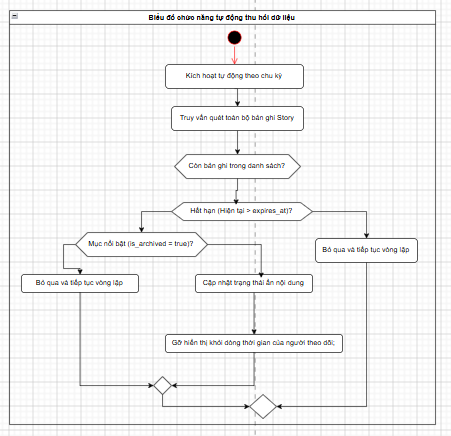 Biểu đồ chức năng tự động thu hồi dữ liệu
Kích hoạt tự động theo chu kỳ
Truy vấn quét toàn bộ bản ghi Story
Còn bản ghi trong danh sách?
Hết hạn (Hiện tại > expires_at)?
Mục nổi bật (is_archived = true)?
Bỏ qua và tiếp tục vòng lặp
Bỏ qua và tiếp tục vòng lặp
Cập nhật trạng thái ẩn nội dung
Gỡ hiển thị khỏi dòng thời gian của người theo dõi;